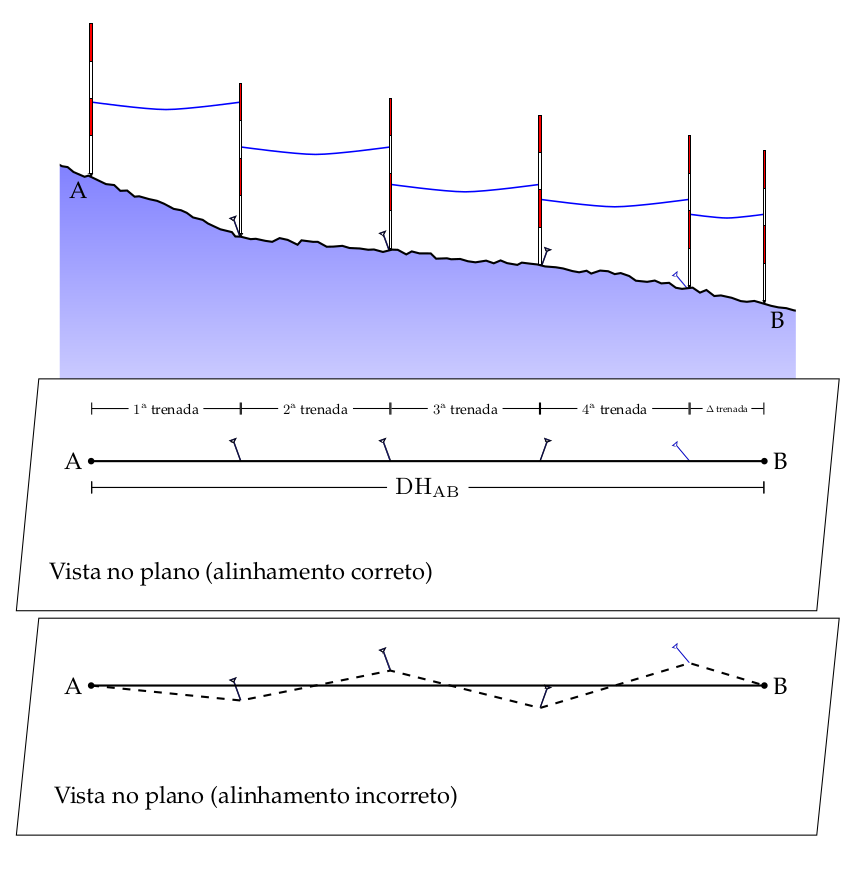 A
B
1ª trenada 2ª trenada 3ª trenada 4ª trenada Δ trenada
A B
DH_AB
Vista no plano (alinhamento correto)
A B
Vista no plano (alinhamento incorreto)